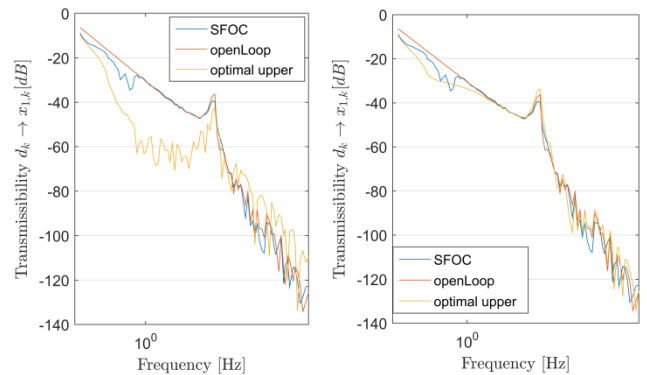 0
-20
-40
-60
-80
-100
-120
-140
10^0
Frequency [Hz]
Transmissibility d_k → x_{1,k}[dB]
SFOC
openLoop
optimal upper
0
-20
-40
-60
-80
-100
-120
-140
10^0
Frequency [Hz]
Transmissibility d_k → x_{1,k}[dB]
SFOC
openLoop
optimal upper